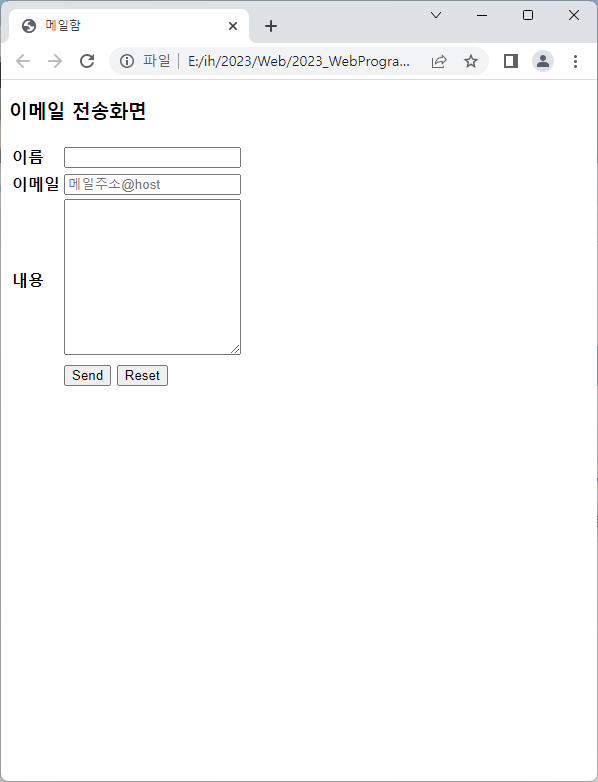 메일함
파일 E:/ih/2023/Web/2023_WebProgra...
이메일 전송화면
이름
이메일 메일주소@host
내용
Send Reset